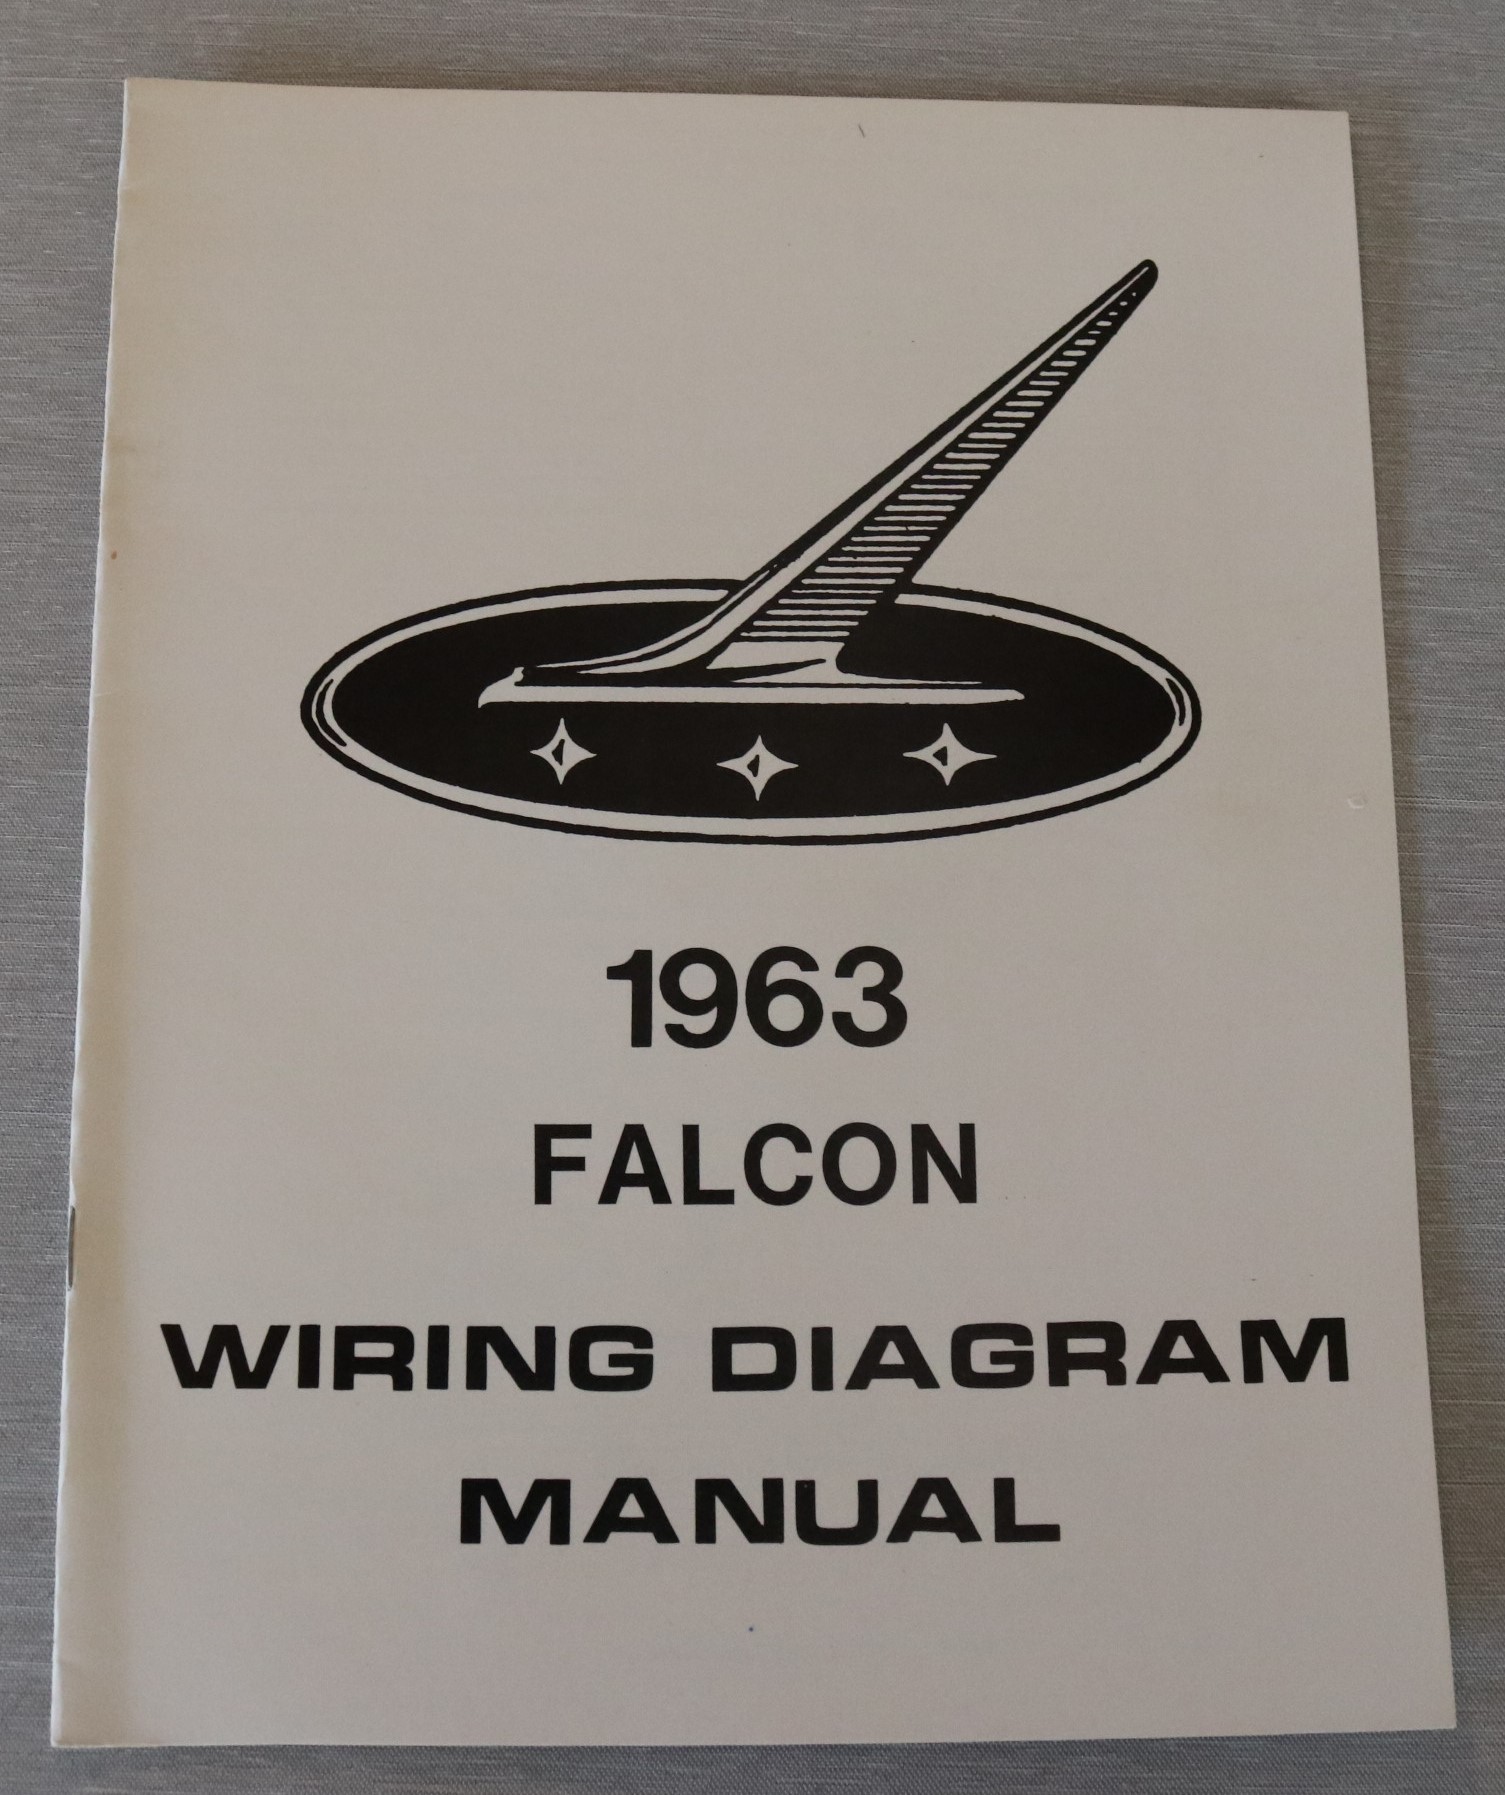 1963
FALCON
WIRING DIAGRAM
MANUAL